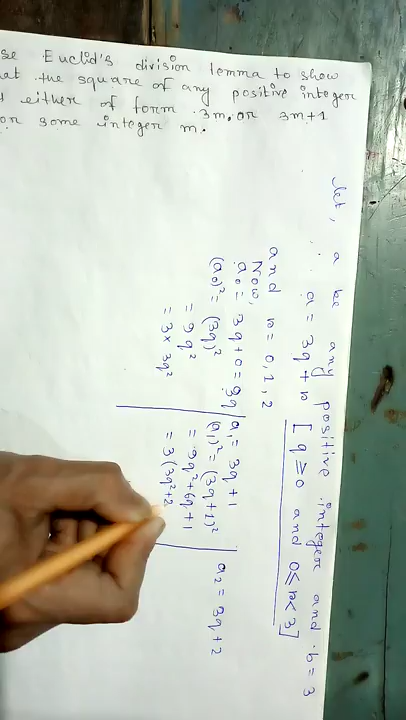 Euclid's division lemma to show
the square of any positive integer
either of form 3m, or 3m+1
some integer m.
Let, a be any positive integer and b = 3
∴ a = 3q + r [q ≥ 0 and 0 ≤ r < 3]
and r = 0, 1, 2
Now,
a₀ = 3q + 0 = 3q
(a₀)² = (3q)²
= 9q²
= 3 × 3q²
a₁ = 3q + 1
(a₁)² = (3q+1)²
= 9q² + 6q + 1
= 3(3q²+2
a₂ = 3q + 2